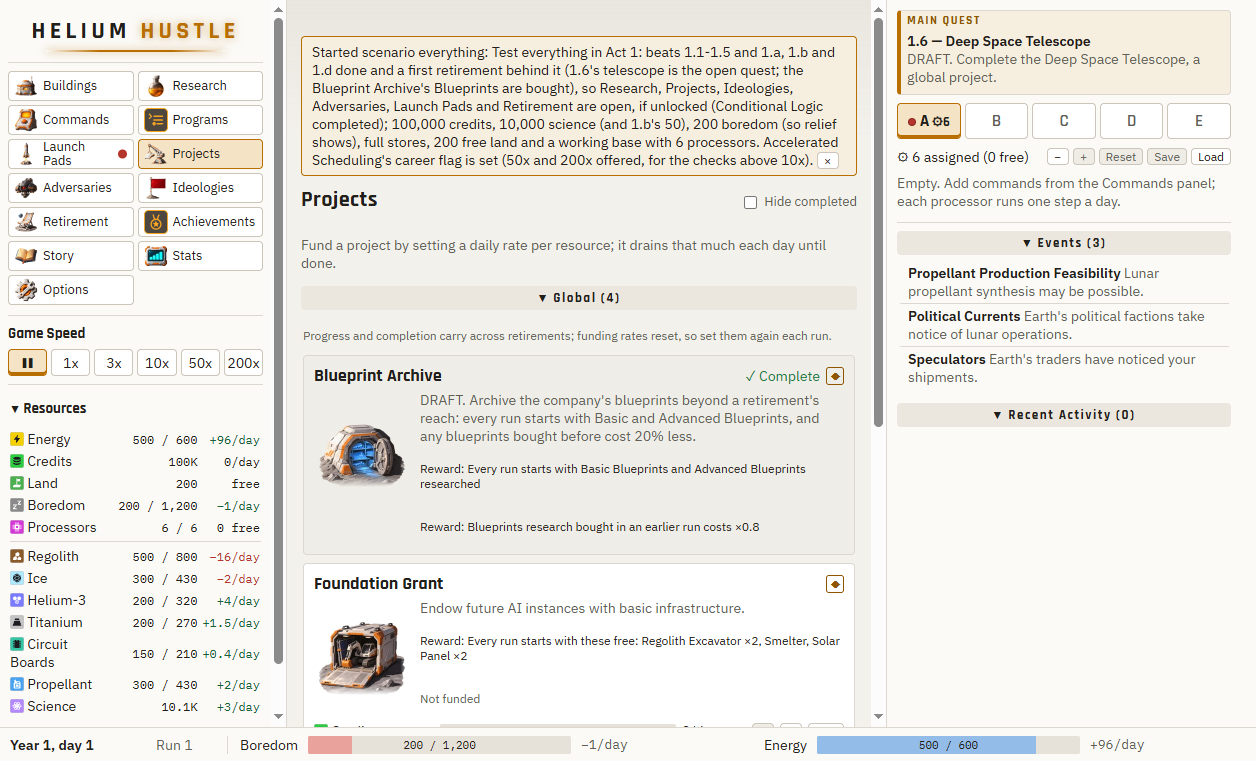 HELIUM HUSTLE
Buildings
Research
Commands
Programs
Launch
Pads
Projects
Adversaries
Ideologies
Retirement
Achievements
Story
Stats
Options
Game Speed
1x 3x 10x 50x 200x
▼ Resources
Energy 500 / 600 +96/day
Credits 100K 0/day
Land 200 free
Boredom 200 / 1,200 −1/day
Processors 6 / 6 0 free
Regolith 500 / 800 −16/day
Ice 300 / 430 −2/day
Helium-3 200 / 320 +4/day
Titanium 200 / 270 +1.5/day
Circuit
Boards 150 / 210 +0.4/day
Propellant 300 / 430 +2/day
Science 10.1K +3/day
Started scenario everything: Test everything in Act 1: beats 1.1-1.5 and 1.a, 1.b and
1.d done and a first retirement behind it (1.6's telescope is the open quest; the
Blueprint Archive's Blueprints are bought), so Research, Projects, Ideologies,
Adversaries, Launch Pads and Retirement are open, if unlocked (Conditional Logic
completed); 100,000 credits, 10,000 science (and 1.b's 50), 200 boredom (so relief
shows), full stores, 200 free land and a working base with 6 processors. Accelerated
Scheduling's career flag is set (50x and 200x offered, for the checks above 10x). ×
Projects
Hide completed
Fund a project by setting a daily rate per resource; it drains that much each day until
done.
▼ Global (4)
Progress and completion carry across retirements; funding rates reset, so set them again each run.
Blueprint Archive
✓ Complete
DRAFT. Archive the company's blueprints beyond a retirement's
reach: every run starts with Basic and Advanced Blueprints, and
any blueprints bought before cost 20% less.
Reward: Every run starts with Basic Blueprints and Advanced Blueprints
researched
Reward: Blueprints research bought in an earlier run costs ×0.8
Foundation Grant
Endow future AI instances with basic infrastructure.
Reward: Every run starts with these free: Regolith Excavator ×2, Smelter, Solar
Panel ×2
Not funded
MAIN QUEST
1.6 — Deep Space Telescope
DRAFT. Complete the Deep Space Telescope, a
global project.
A ⚙6 B C D E
⚙ 6 assigned (0 free) − + Reset Save Load
Empty. Add commands from the Commands panel;
each processor runs one step a day.
▼ Events (3)
Propellant Production Feasibility Lunar
propellant synthesis may be possible.
Political Currents Earth's political factions take
notice of lunar operations.
Speculators Earth's traders have noticed your
shipments.
▼ Recent Activity (0)
Year 1, day 1
Run 1
Boredom 200 / 1,200 −1/day
Energy 500 / 600 +96/day